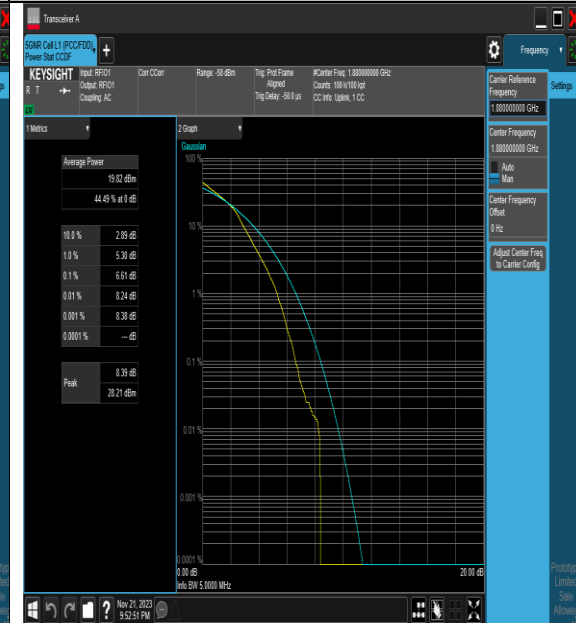 Transceiver A
5GNR Cell L1 (PCC/FDD),
Power Stat CCDF
+
Frequency
KEYSIGHT
R T
Input: RFIO1
Output: RFIO1
Coupling: AC
Corr CCorr
Range: -50 dBm
Trig: Prot Frame
Aligned
Trig Delay: -50.0 µs
#Center Freq: 1.880000000 GHz
Counts: 100 k/100 kpt
CC Info: Uplink, 1 CC
1 Metrics
2 Graph
Average Power
19.82 dBm
44.49 % at 0 dB
10.0 % 2.89 dB
1.0 % 5.30 dB
0.1 % 6.61 dB
0.01 % 8.24 dB
0.001 % 8.38 dB
0.0001 % --- dB
Peak
8.39 dB
28.21 dBm
Gaussian
100 %
10 %
1 %
0.1 %
0.01 %
0.001 %
0.0001 %
0.00 dB
20.00 dB
Info BW 5.0000 MHz
Carrier Reference
Frequency
1.880000000 GHz
Center Frequency
1.880000000 GHz
Auto
Man
Center Frequency
Offset
0 Hz
Adjust Center Freq
to Carrier Config
Settings
Prototyp
Limited
Sale
Allowe
?
Nov 21, 2023
9:52:51 PM